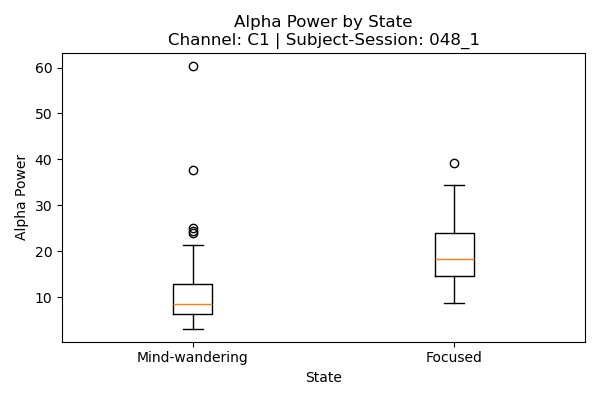 Alpha Power by State
Channel: C1 | Subject-Session: 048_1
60
50
40
30
20
10
Alpha Power
Mind-wandering
Focused
State